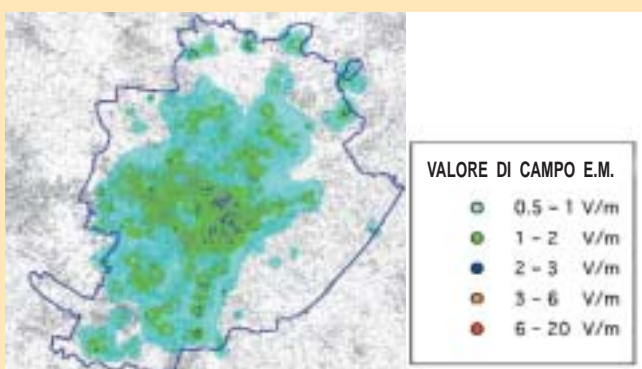 VALORE DI CAMPO E.M.
0.5 - 1 V/m
1 - 2 V/m
2 - 3 V/m
3 - 6 V/m
6 - 20 V/m